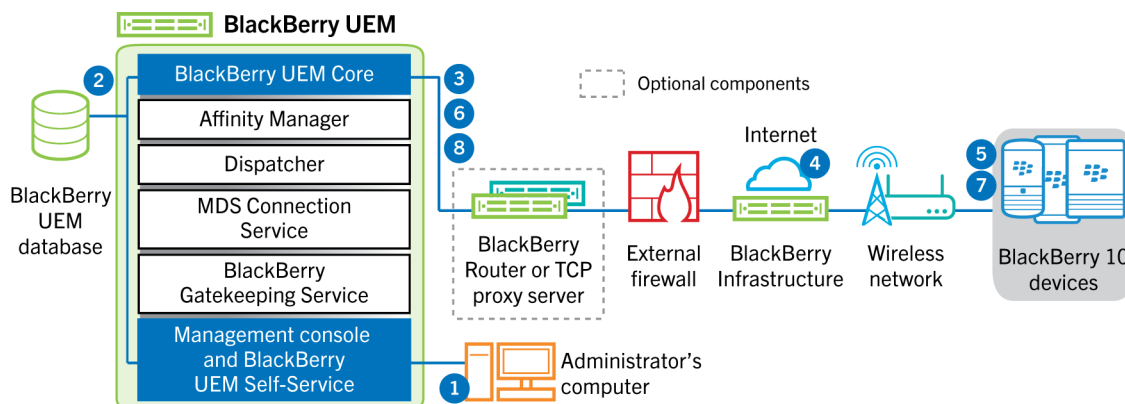 BlackBerry UEM
2
BlackBerry UEM Core
3
Affinity Manager
6
Dispatcher
8
MDS Connection
Service
BlackBerry
Gatekeeping Service
Management console
and BlackBerry
UEM Self-Service
BlackBerry
UEM
database
1
Administrator's
computer
Optional components
BlackBerry
Router or TCP
proxy server
External
firewall
Internet
4
BlackBerry
Infrastructure
Wireless
network
5
7
BlackBerry 10
devices